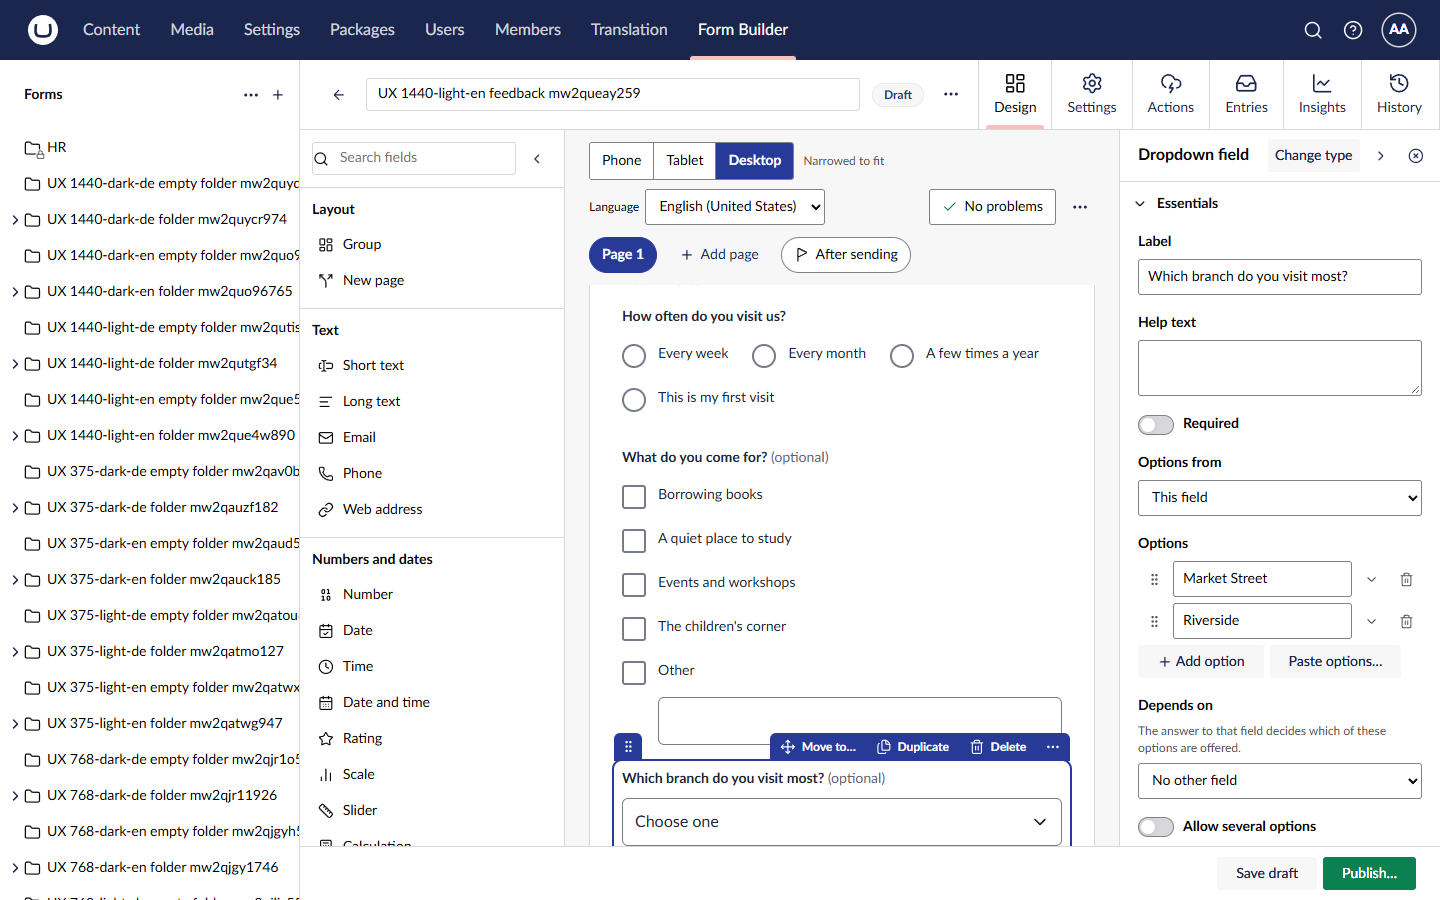 Content
Media
Settings
Packages
Users
Members
Translation
Form Builder
AA
Forms
HR
UX 1440-dark-de empty folder mw2quyc
UX 1440-dark-de folder mw2quycr974
UX 1440-dark-en empty folder mw2quo9
UX 1440-dark-en folder mw2quo96765
UX 1440-light-de empty folder mw2qutis
UX 1440-light-de folder mw2qutgf34
UX 1440-light-en empty folder mw2que5
UX 1440-light-en folder mw2que4w890
UX 375-dark-de empty folder mw2qav0b
UX 375-dark-de folder mw2qauzf182
UX 375-dark-en empty folder mw2qaud5
UX 375-dark-en folder mw2qauck185
UX 375-light-de empty folder mw2qatou
UX 375-light-de folder mw2qatmo127
UX 375-light-en empty folder mw2qatwx
UX 375-light-en folder mw2qatwg947
UX 768-dark-de empty folder mw2qjr1o5
UX 768-dark-de folder mw2qjr11926
UX 768-dark-en empty folder mw2qjgyh5
UX 768-dark-en folder mw2qjgy1746
UX 1440-light-en feedback mw2queay259
Draft
Design
Settings
Actions
Entries
Insights
History
Search fields
Layout
Group
New page
Text
Short text
Long text
Email
Phone
Web address
Numbers and dates
Number
Date
Time
Date and time
Rating
Scale
Slider
Calculation
Phone
Tablet
Desktop
Narrowed to fit
Language
English (United States)
No problems
Page 1
Add page
After sending
How often do you visit us?
Every week
Every month
A few times a year
This is my first visit
What do you come for? (optional)
Borrowing books
A quiet place to study
Events and workshops
The children's corner
Other
Move to...
Duplicate
Delete
Which branch do you visit most? (optional)
Choose one
Dropdown field
Change type
Essentials
Label
Which branch do you visit most?
Help text
Required
Options from
This field
Options
Market Street
Riverside
Add option
Paste options...
Depends on
The answer to that field decides which of these
options are offered.
No other field
Allow several options
Save draft
Publish...